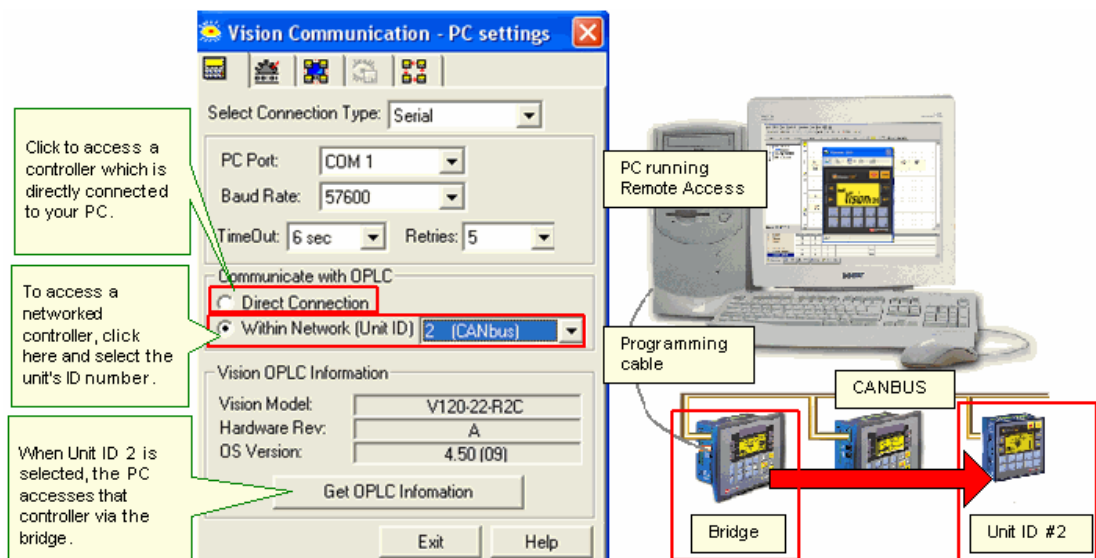 Vision Communication - PC settings
Select Connection Type: Serial
PC Port: COM 1
Baud Rate: 57600
TimeOut: 6 sec Retries: 5
Communicate with OPLC
Direct Connection
Within Network (Unit ID) 2 (CANbus)
Vision OPLC Information
Vision Model: V120-22-R2C
Hardware Rev: A
OS Version: 4.50 (09)
Get OPLC Infomation
Exit Help
Click to access a
controller which is
directly connected
to your PC.
To access a
networked
controller, click
here and select the
unit's ID number.
When Unit ID 2 is
selected, the PC
accesses that
controller via the
bridge.
PC running
Remote Access
Vision
Programming
cable
CANBUS
Bridge
Unit ID #2